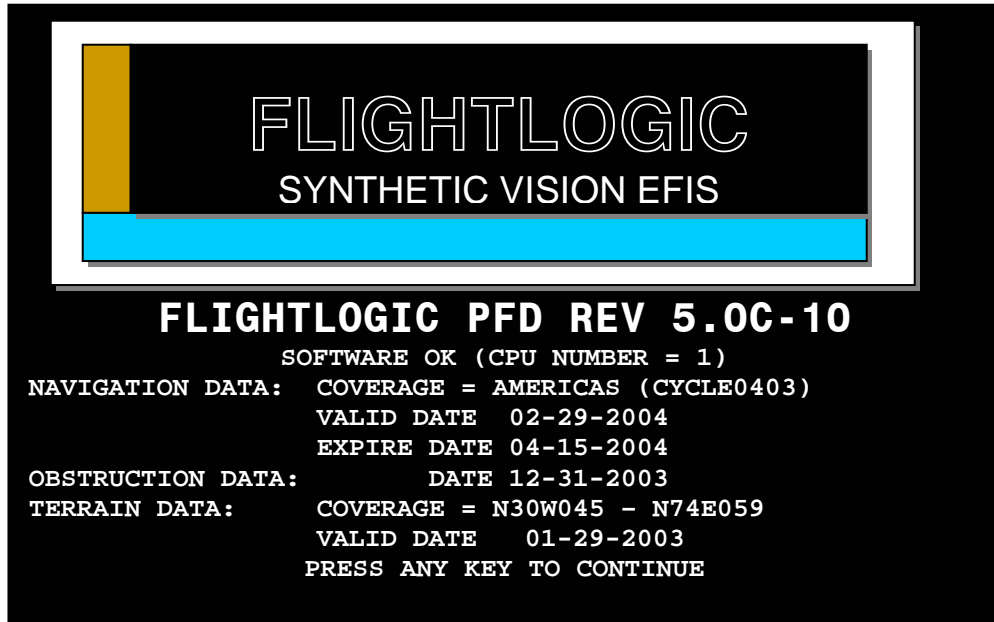 FLIGHTLOGIC
SYNTHETIC VISION EFIS
FLIGHTLOGIC PFD REV 5.0C-10
SOFTWARE OK (CPU NUMBER = 1)
NAVIGATION DATA: COVERAGE = AMERICAS (CYCLE0403)
VALID DATE 02-29-2004
EXPIRE DATE 04-15-2004
OBSTRUCTION DATA: DATE 12-31-2003
TERRAIN DATA: COVERAGE = N30W045 – N74E059
VALID DATE 01-29-2003
PRESS ANY KEY TO CONTINUE